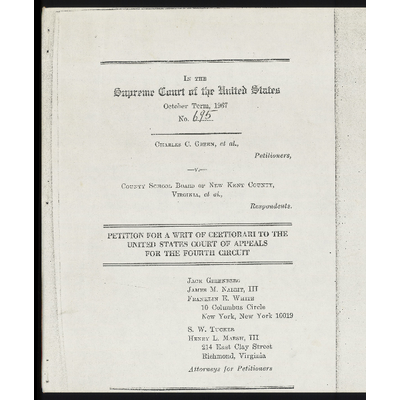 IN THE
Supreme Court of the United States
October Term, 1967
No. 695
CHARLES C. GREEN, et al.,
Petitioners,
—v.—
COUNTY SCHOOL BOARD OF NEW KENT COUNTY,
VIRGINIA, et al.,
Respondents.
PETITION FOR A WRIT OF CERTIORARI TO THE
UNITED STATES COURT OF APPEALS
FOR THE FOURTH CIRCUIT
JACK GREENBERG
JAMES M. NABRIT, III
FRANKLIN E. WHITE
10 Columbus Circle
New York, New York 10019
S. W. TUCKER
HENRY L. MARSH, III
214 East Clay Street
Richmond, Virginia
Attorneys for Petitioners